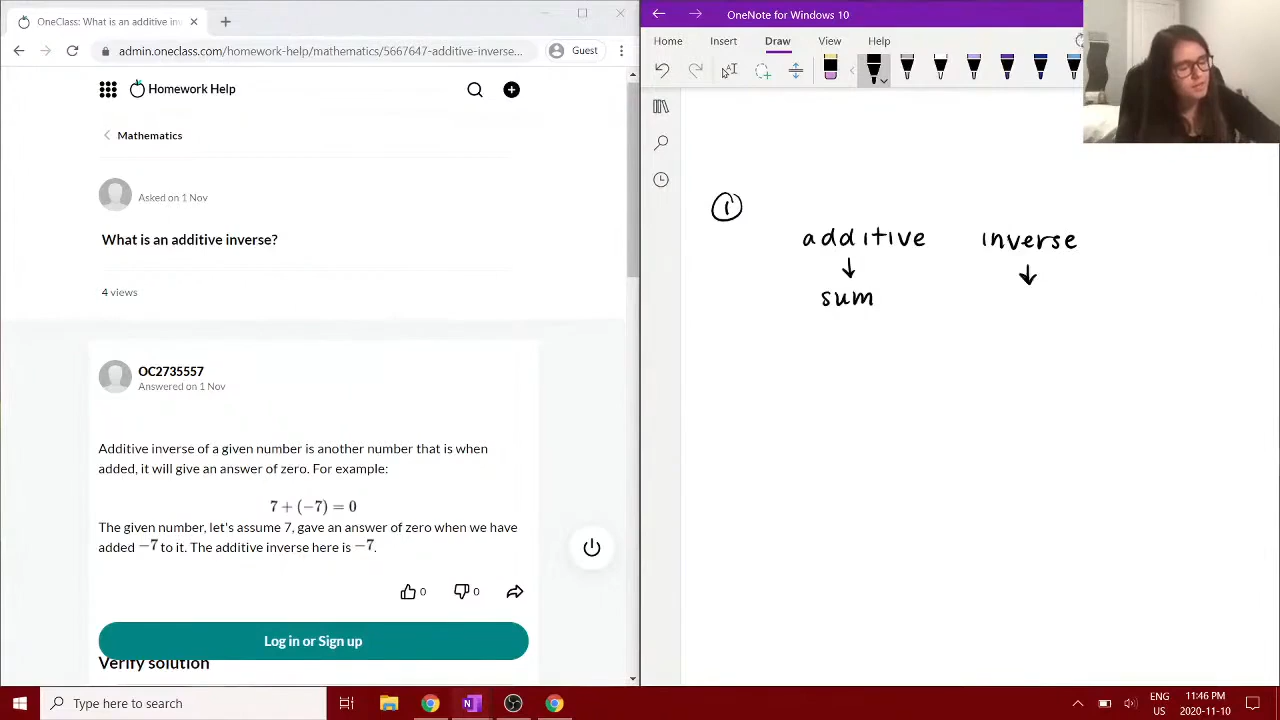 OneClass: What is an additive inv
OneNote for Windows 10
admin.oneclass.com/homework-help/mathematics/5667647-additive-inverse...
Guest
Home Insert Draw View Help
Homework Help
Mathematics
Asked on 1 Nov
What is an additive inverse?
4 views
OC2735557
Answered on 1 Nov
Additive inverse of a given number is another number that is when
added, it will give an answer of zero. For example:
7 + (−7) = 0
The given number, let's assume 7, gave an answer of zero when we have
added −7 to it. The additive inverse here is −7.
0 0
Log in or Sign up
Verify solution
1
additive inverse
↓ ↓
sum
Type here to search
ENG
US
11:46 PM
2020-11-10